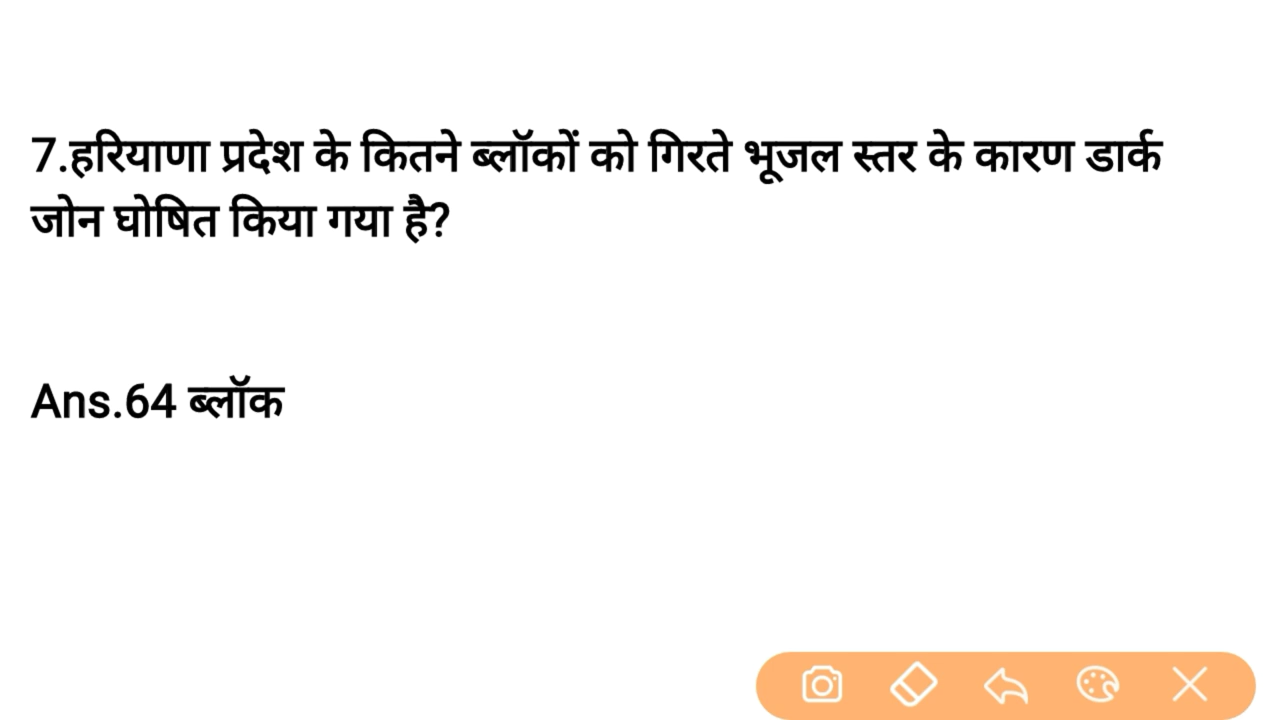 7.हरियाणा प्रदेश के कितने ब्लॉकों को गिरते भूजल स्तर के कारण डार्क
जोन घोषित किया गया है?
Ans.64 ब्लॉक